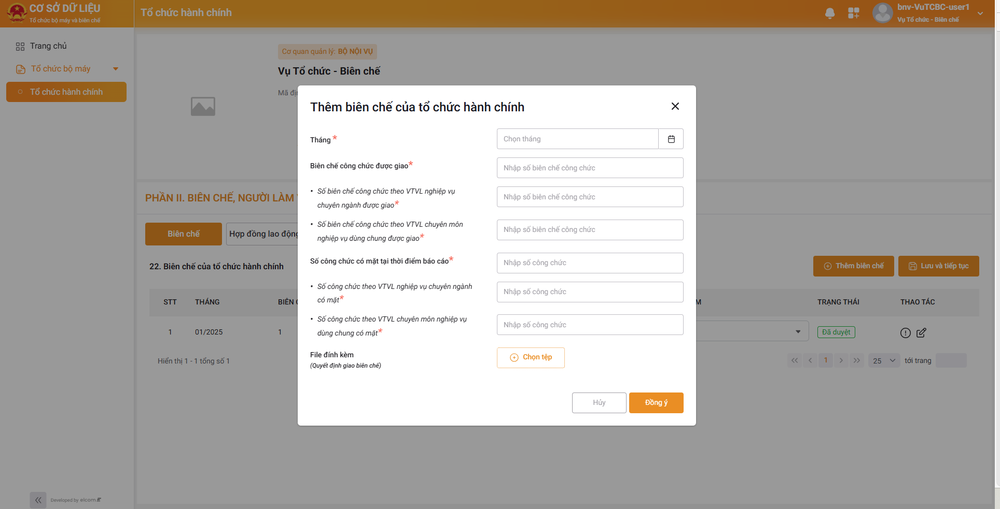 CƠ SỞ DỮ LIỆU
Tổ chức bộ máy và biên chế
Tổ chức hành chính
bnv-VuTCBC-user1
Vụ Tổ chức - Biên chế
Trang chủ
Tổ chức bộ máy
Tổ chức hành chính
Cơ quan quản lý: BỘ NỘI VỤ
Vụ Tổ chức - Biên chế
Mã địn
Thêm biên chế của tổ chức hành chính
Tháng *
Chọn tháng
Biên chế công chức được giao*
Nhập số biên chế công chức
• Số biên chế công chức theo VTVL nghiệp vụ
chuyên ngành được giao*
Nhập số biên chế công chức
• Số biên chế công chức theo VTVL chuyên môn
nghiệp vụ dùng chung được giao*
Nhập số biên chế công chức
Số công chức có mặt tại thời điểm báo cáo*
Nhập số công chức
• Số công chức theo VTVL nghiệp vụ chuyên ngành
có mặt*
Nhập số công chức
• Số công chức theo VTVL chuyên môn nghiệp vụ
dùng chung có mặt*
Nhập số công chức
File đính kèm
(Quyết định giao biên chế)
Chọn tệp
Hủy
Đồng ý
PHẦN II. BIÊN CHẾ, NGƯỜI LÀM
Biên chế
Hợp đồng lao động
22. Biên chế của tổ chức hành chính
Thêm biên chế
Lưu và tiếp tục
STT THÁNG BIÊN M TRẠNG THÁI THAO TÁC
1 01/2025 1 Đã duyệt
Hiển thị 1 - 1 tổng số 1
1 25 tới trang
Developed by elcom